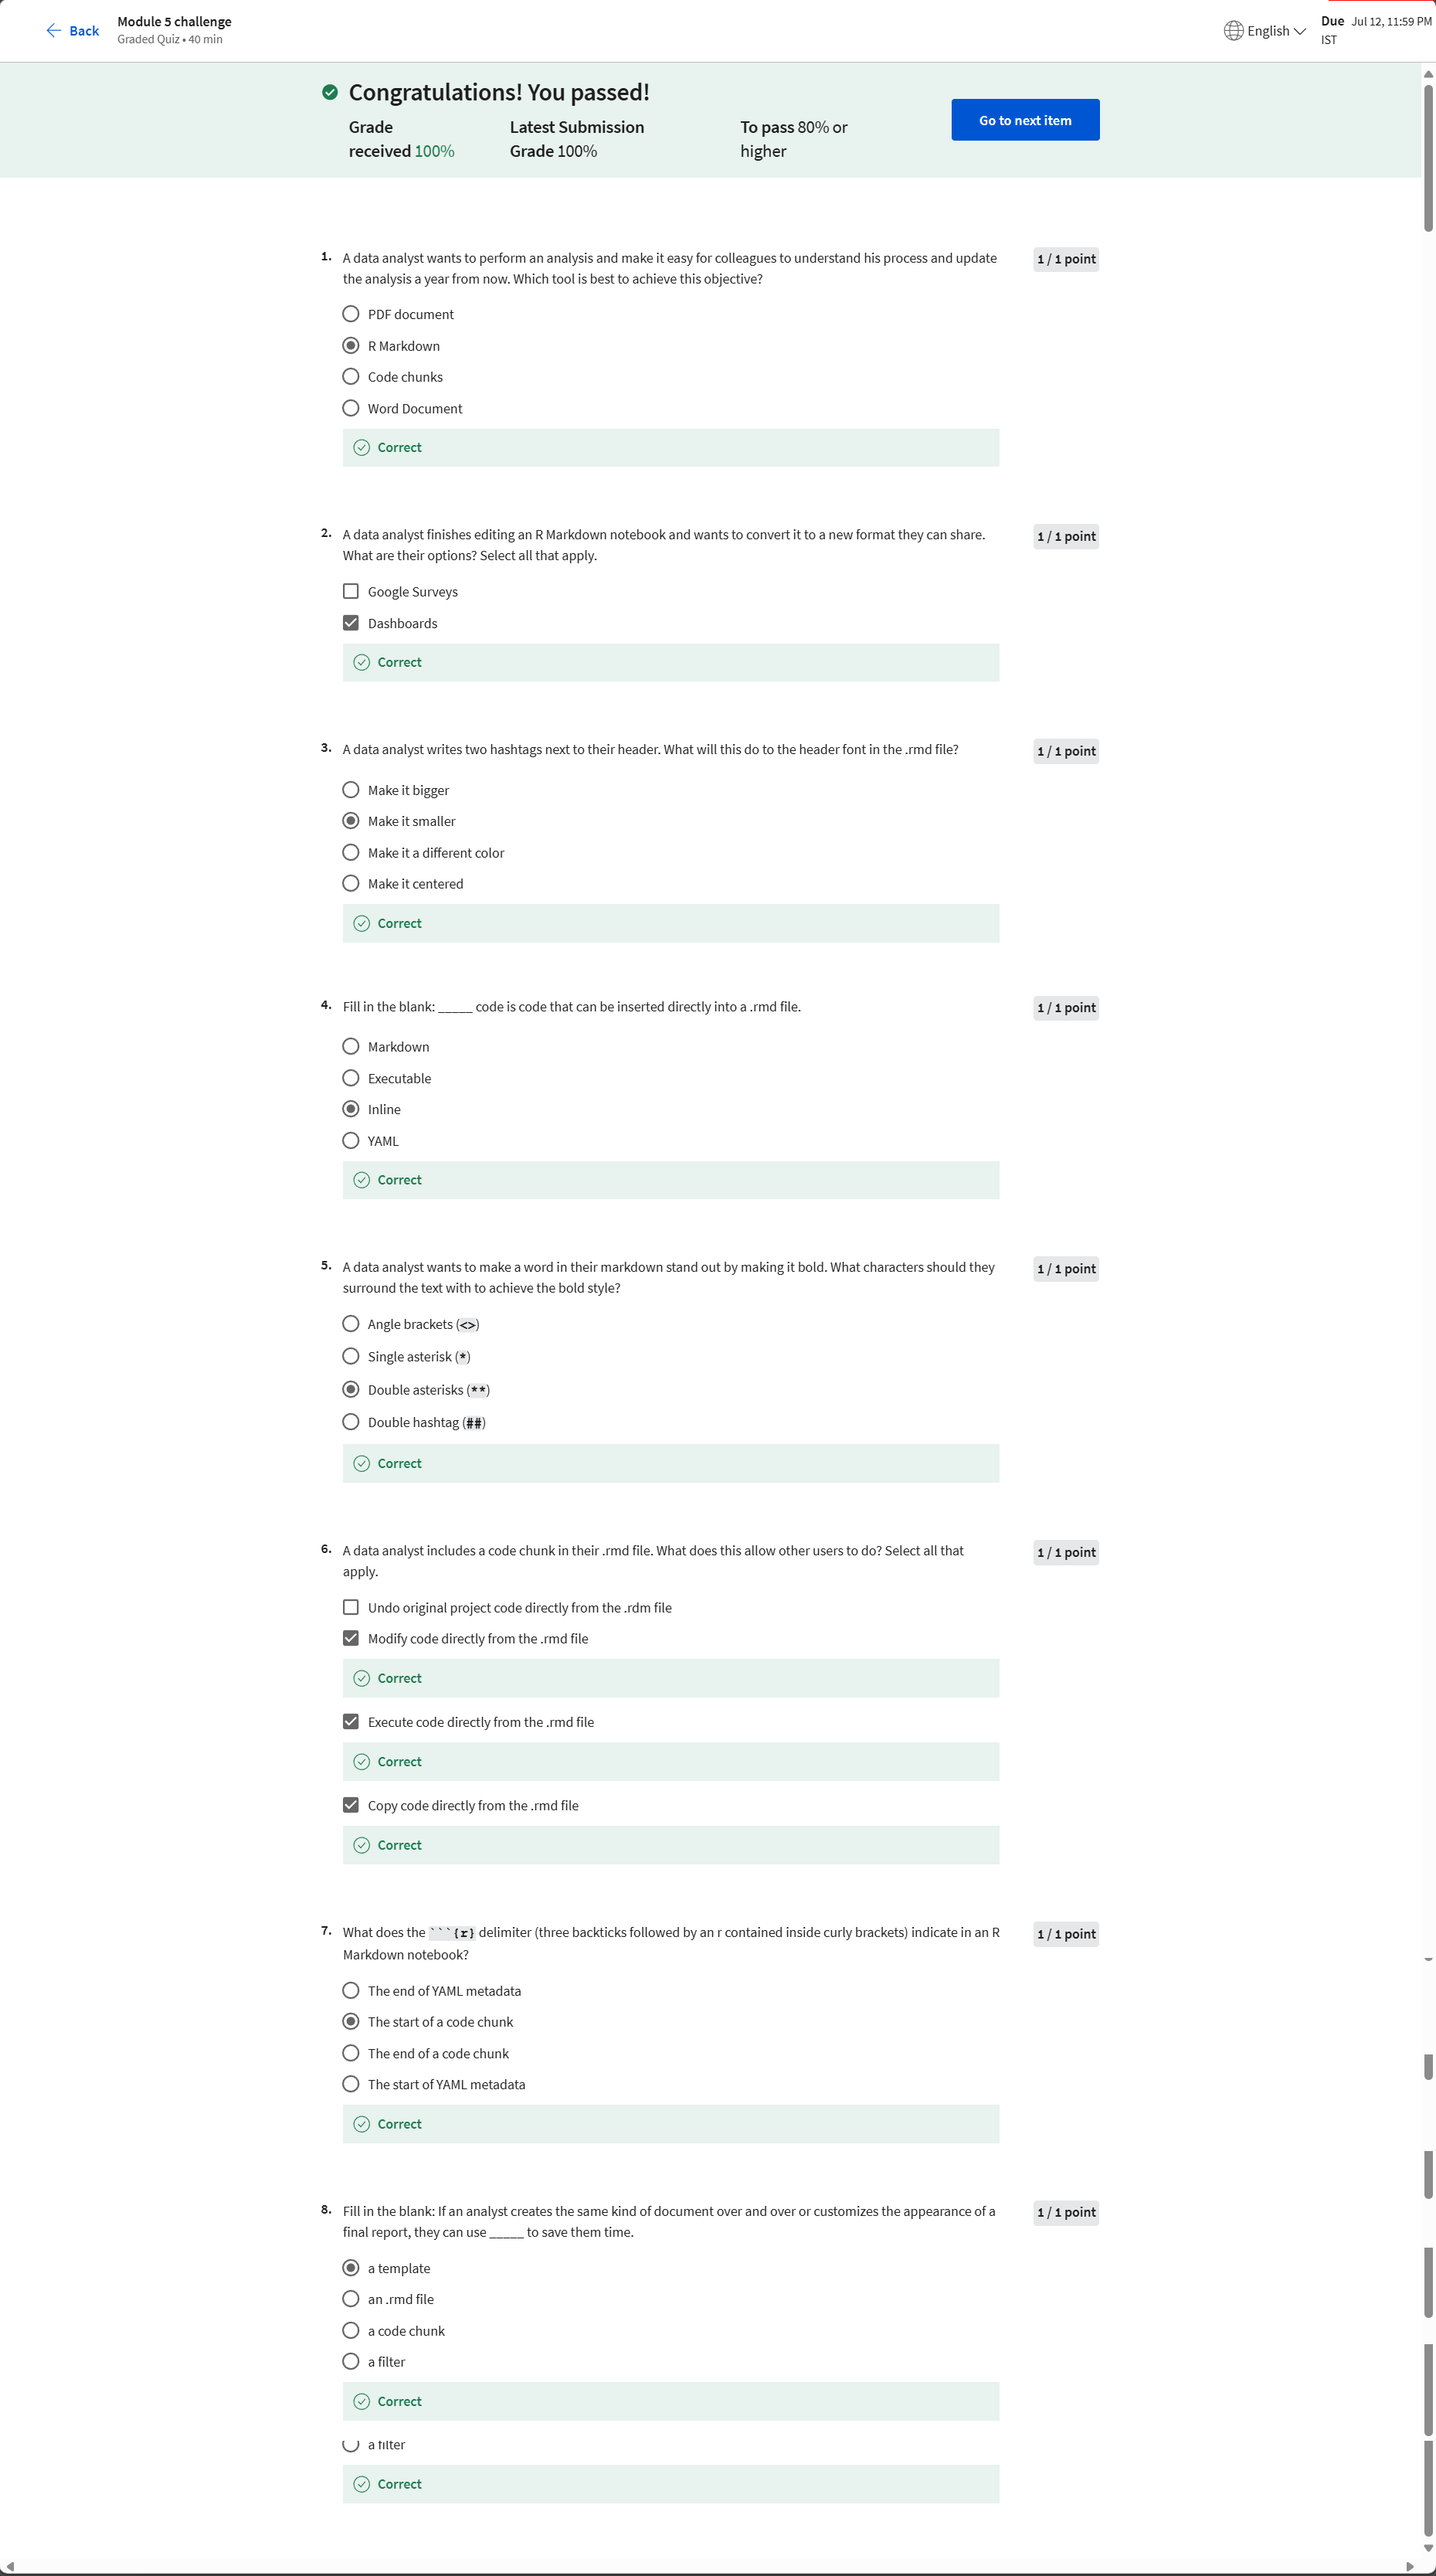 Back
Module 5 challenge
Graded Quiz • 40 min
English
Due Jul 12, 11:59 PM
IST
Congratulations! You passed!
Grade
received 100%
Latest Submission
Grade 100%
To pass 80% or
higher
Go to next item
1. A data analyst wants to perform an analysis and make it easy for colleagues to understand his process and update
the analysis a year from now. Which tool is best to achieve this objective?
1 / 1 point
PDF document
R Markdown
Code chunks
Word Document
Correct
2. A data analyst finishes editing an R Markdown notebook and wants to convert it to a new format they can share.
What are their options? Select all that apply.
1 / 1 point
Google Surveys
Dashboards
Correct
3. A data analyst writes two hashtags next to their header. What will this do to the header font in the .rmd file?
1 / 1 point
Make it bigger
Make it smaller
Make it a different color
Make it centered
Correct
4. Fill in the blank: _____ code is code that can be inserted directly into a .rmd file.
1 / 1 point
Markdown
Executable
Inline
YAML
Correct
5. A data analyst wants to make a word in their markdown stand out by making it bold. What characters should they
surround the text with to achieve the bold style?
1 / 1 point
Angle brackets (<>)
Single asterisk (*)
Double asterisks (**)
Double hashtag (##)
Correct
6. A data analyst includes a code chunk in their .rmd file. What does this allow other users to do? Select all that
apply.
1 / 1 point
Undo original project code directly from the .rdm file
Modify code directly from the .rmd file
Correct
Execute code directly from the .rmd file
Correct
Copy code directly from the .rmd file
Correct
7. What does the ```{r} delimiter (three backticks followed by an r contained inside curly brackets) indicate in an R
Markdown notebook?
1 / 1 point
The end of YAML metadata
The start of a code chunk
The end of a code chunk
The start of YAML metadata
Correct
8. Fill in the blank: If an analyst creates the same kind of document over and over or customizes the appearance of a
final report, they can use _____ to save them time.
1 / 1 point
a template
an .rmd file
a code chunk
a filter
Correct
a filter
Correct